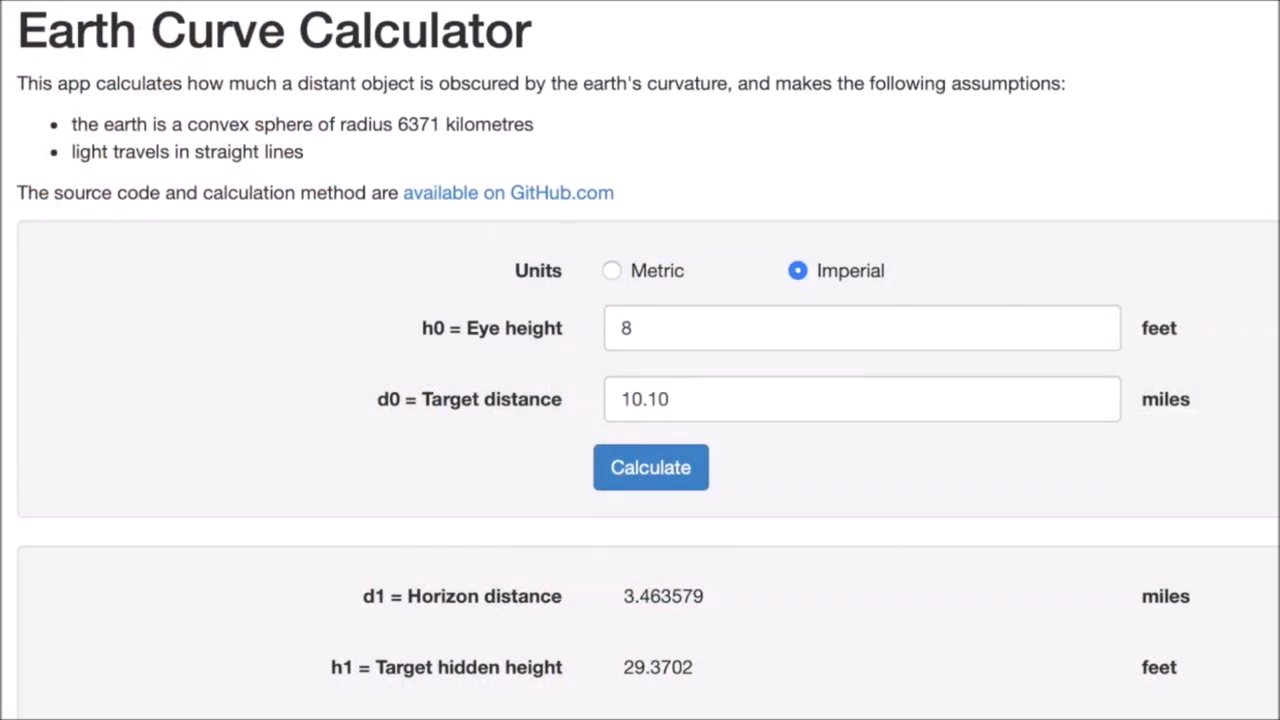 Earth Curve Calculator
This app calculates how much a distant object is obscured by the earth's curvature, and makes the following assumptions:
• the earth is a convex sphere of radius 6371 kilometres
• light travels in straight lines
The source code and calculation method are available on GitHub.com
Units Metric Imperial
h0 = Eye height 8 feet
d0 = Target distance 10.10 miles
Calculate
d1 = Horizon distance 3.463579 miles
h1 = Target hidden height 29.3702 feet